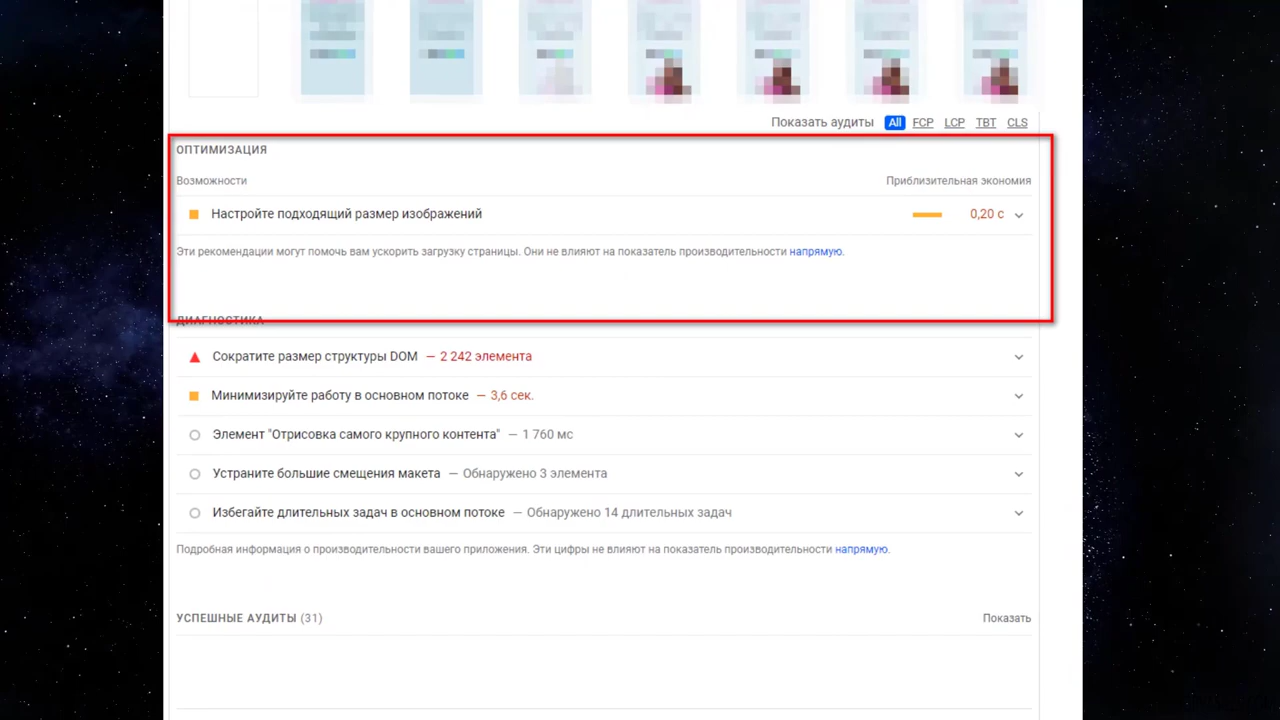 Показать аудиты All FCP LCP TBT CLS
ОПТИМИЗАЦИЯ
Возможности Приблизительная экономия
Настройте подходящий размер изображений 0,20 с
Эти рекомендации могут помочь вам ускорить загрузку страницы. Они не влияют на показатель производительности напрямую.
ДИАГНОСТИКА
Сократите размер структуры DOM — 2 242 элемента
Минимизируйте работу в основном потоке — 3,6 сек.
Элемент "Отрисовка самого крупного контента" — 1 760 мс
Устраните большие смещения макета — Обнаружено 3 элемента
Избегайте длительных задач в основном потоке — Обнаружено 14 длительных задач
Подробная информация о производительности вашего приложения. Эти цифры не влияют на показатель производительности напрямую.
УСПЕШНЫЕ АУДИТЫ (31) Показать